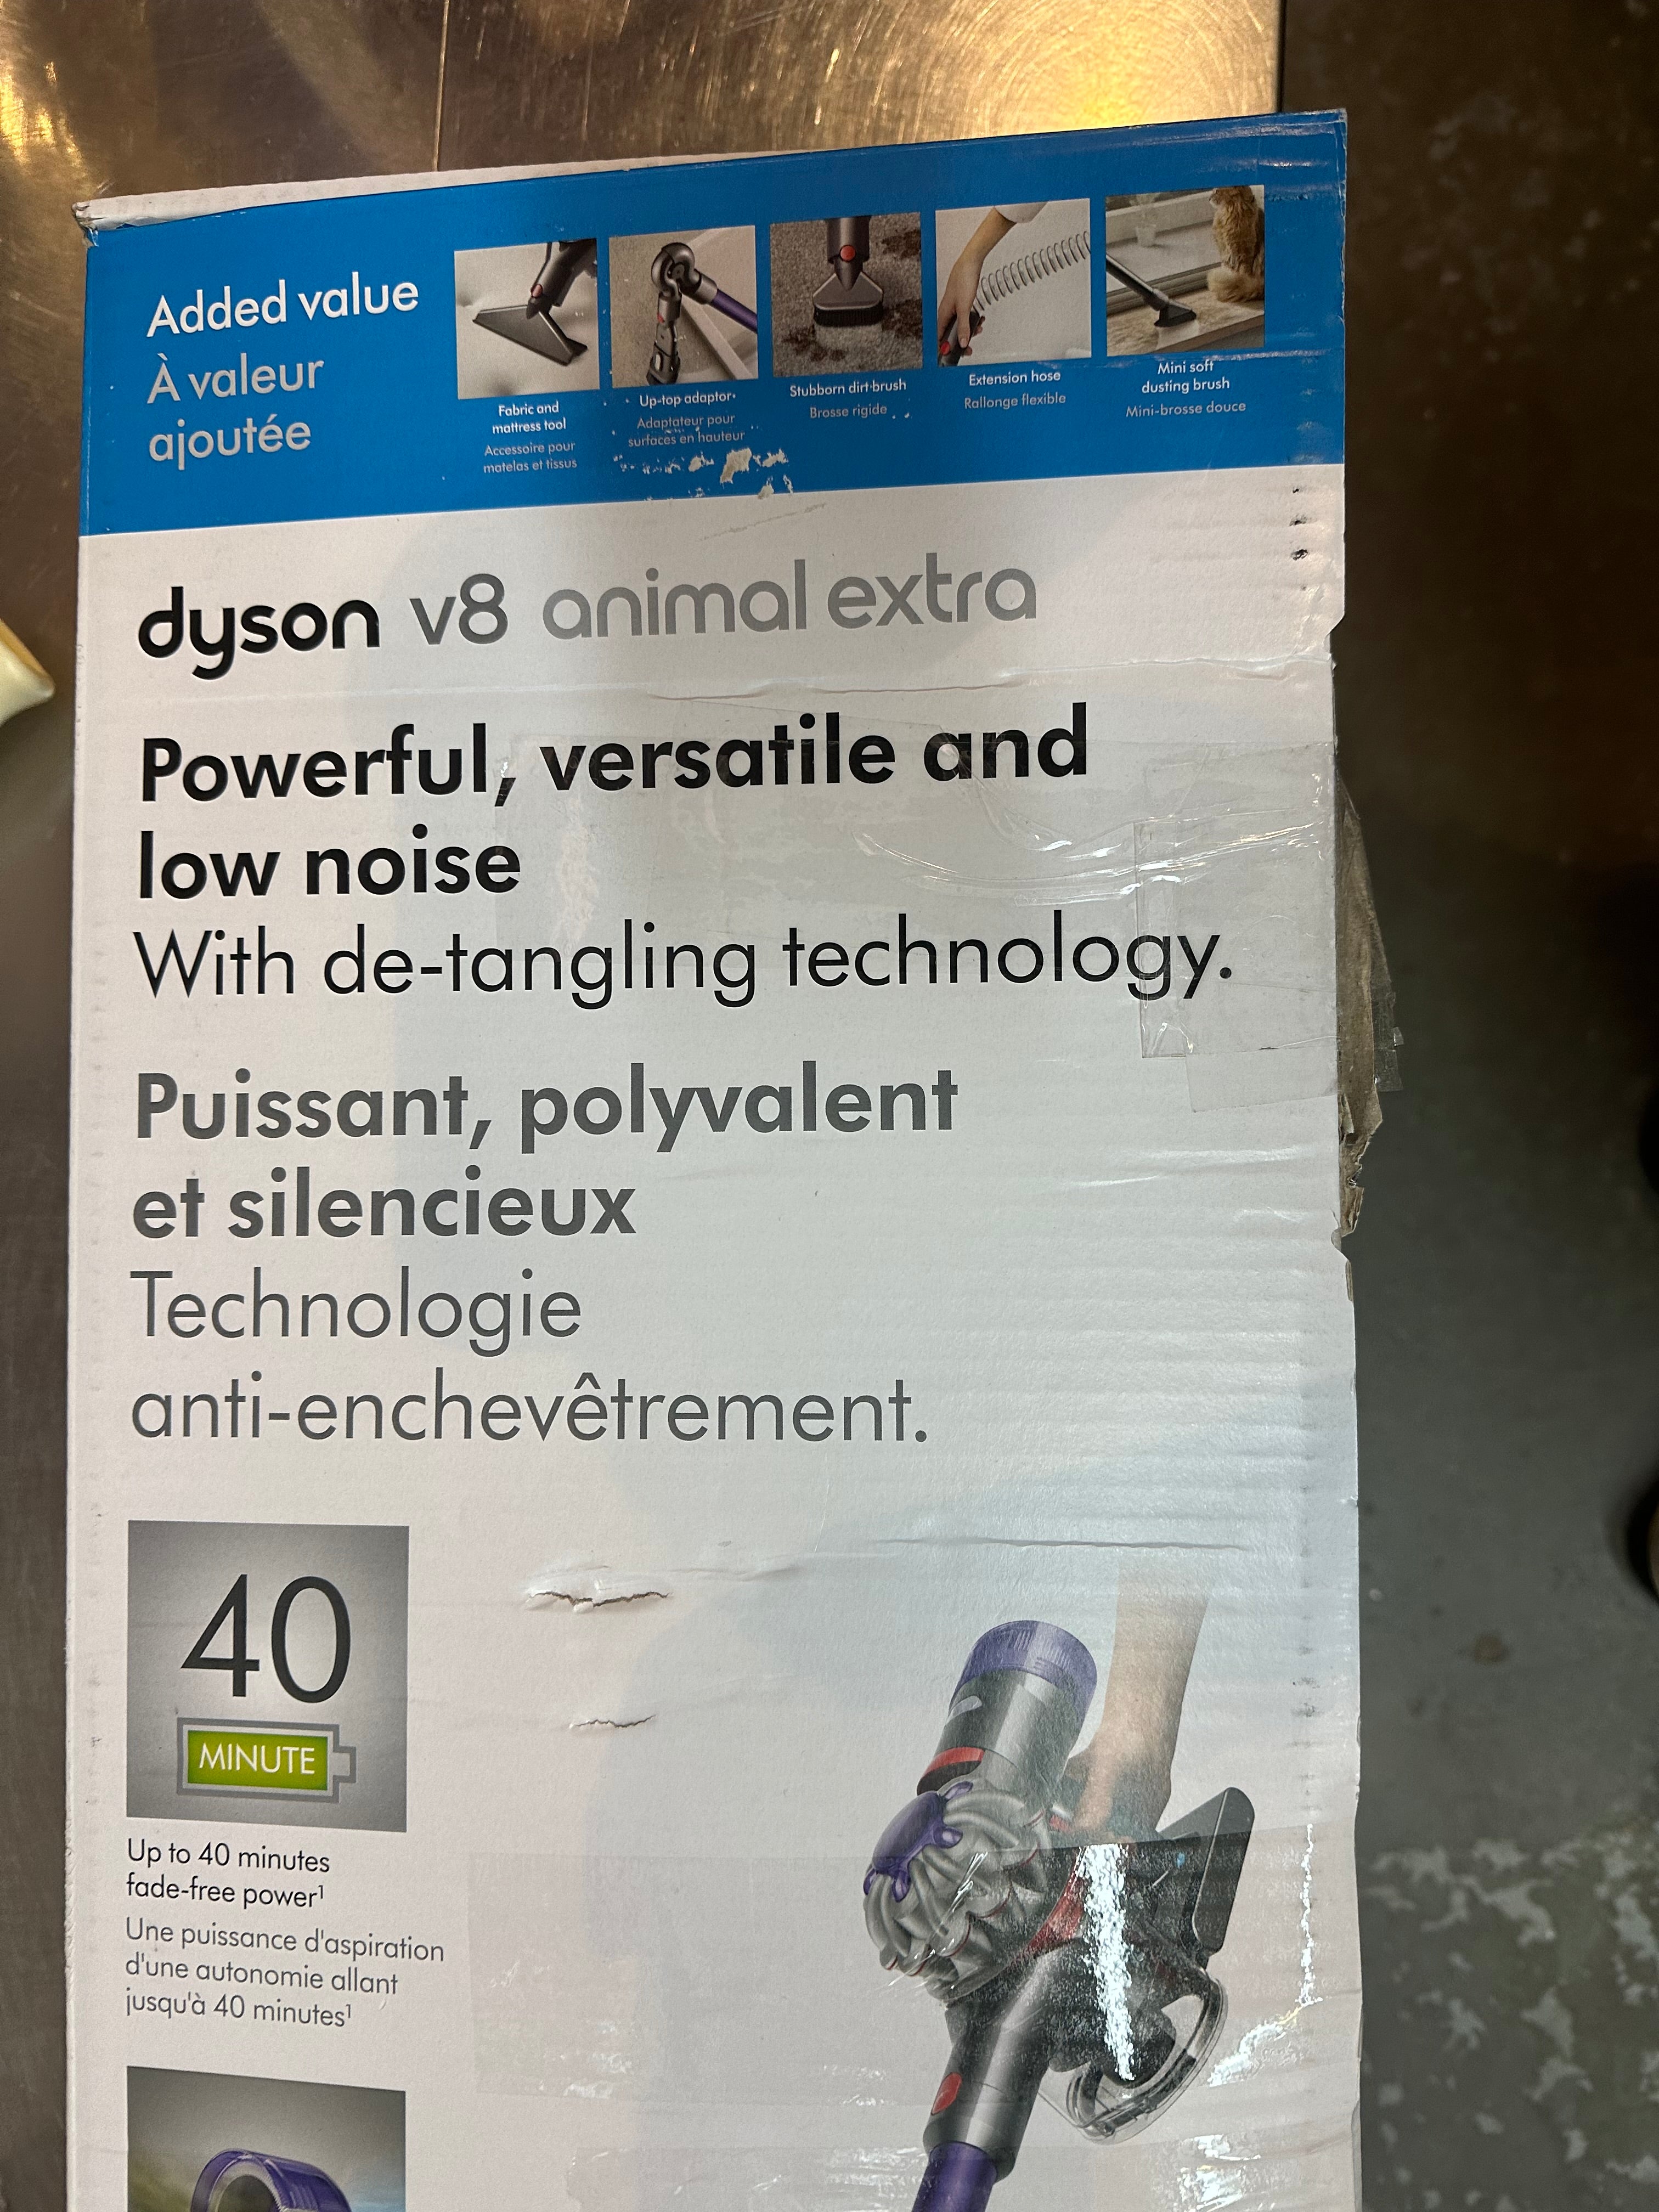 Added value
À valeur
ajoutée
Fabric and
mattress tool
Accessoire pour
matelas et tissus
Up-top adaptor
Adaptateur pour
surfaces en hauteur
Stubborn dirt brush
Brosse rigide
Extension hose
Rallonge flexible
Mini soft
dusting brush
Mini-brosse douce
dyson v8 animal extra
Powerful, versatile and
low noise
With de-tangling technology.
Puissant, polyvalent
et silencieux
Technologie
anti-enchevêtrement.
40
MINUTE
Up to 40 minutes
fade-free power¹
Une puissance d'aspiration
d'une autonomie allant
jusqu'à 40 minutes¹